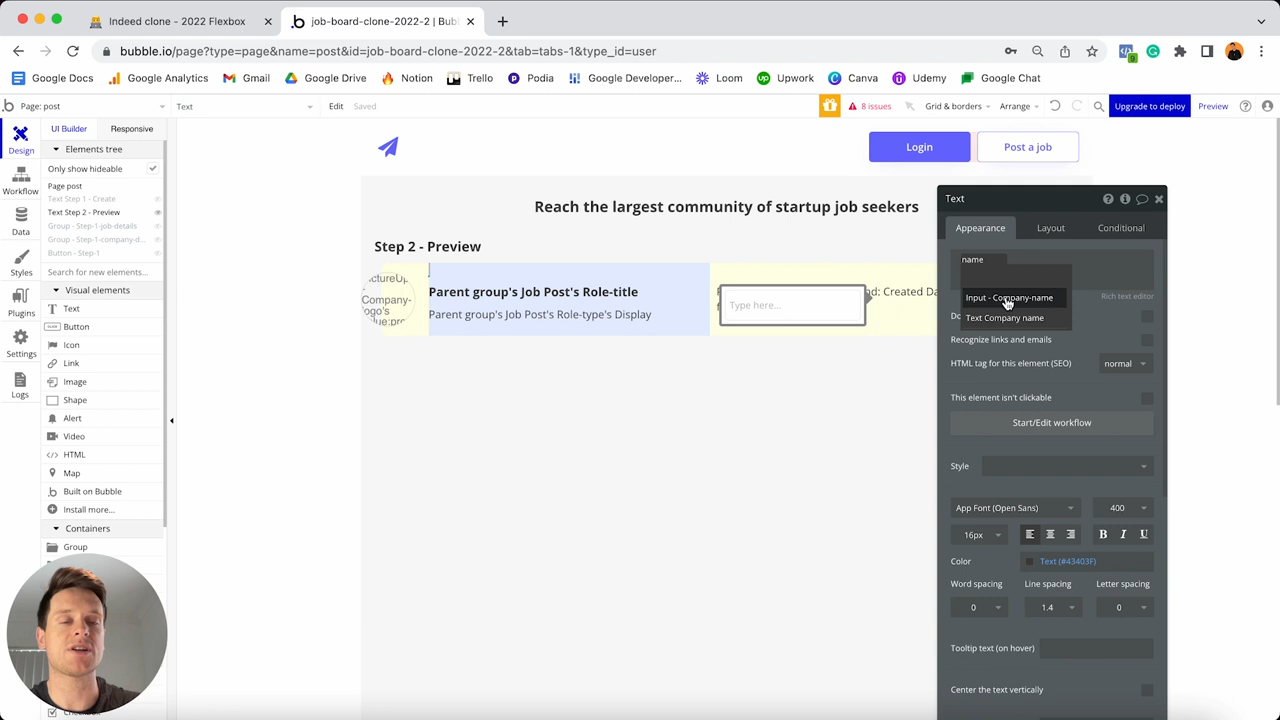 Indeed clone - 2022 Flexbox
job-board-clone-2022-2 | Bub
bubble.io/page?type=page&name=post&id=job-board-clone-2022-2&tab=tabs-1&type_id=user
9
Google Docs
Google Analytics
Gmail
Google Drive
Notion
Trello
Podia
Google Developer...
Loom
Upwork
Canva
Udemy
Google Chat
Page: post
Text
Edit
Saved
8 issues
Grid & borders
Arrange
Upgrade to deploy
Preview
Design
Workflow
Data
Styles
Plugins
Settings
Logs
UI Builder
Responsive
Elements tree
Only show hideable
Page post
Text Step 1 - Create
Text Step 2 - Preview
Group - Step-1-job-details
Group - Step-1-company-d...
Button - Step-1
Search for new elements...
Visual elements
Text
Button
Icon
Link
Image
Shape
Alert
Video
HTML
Map
Built on Bubble
Install more...
Containers
Group
Checkbox
Login
Post a job
Reach the largest community of startup job seekers
Step 2 - Preview
ctureUp
Company-
logo's
Parent group's Job Post's Role-title
Parent group's Job Post's Role-type's Display
Type here...
nd: Created Da
Text
Appearance
Layout
Conditional
name
Input - Company-name
Text Company name
Rich text editor
Do
Recognize links and emails
HTML tag for this element (SEO)
normal
This element isn't clickable
Start/Edit workflow
Style
App Font (Open Sans)
400
16px
B
I
U
Color
Text (#43403F)
Word spacing
Line spacing
Letter spacing
0
1.4
0
Tooltip text (on hover)
Center the text vertically